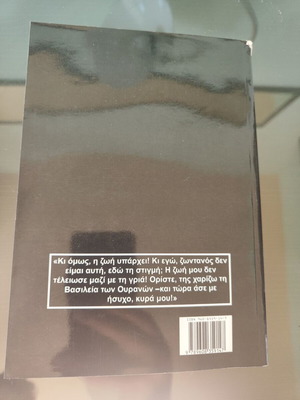 «Κι όμως, η ζωή υπάρχει! Κι εγώ, ζωντανός δεν
είμαι αυτή, εδώ τη στιγμή; Η ζωή μου δεν
τέλειωσε μαζί με τη γριά! Ορίστε, της χαρίζω τη
Βασιλεία των Ουρανών –και τώρα άσε με
ήσυχο, κυρά μου!»